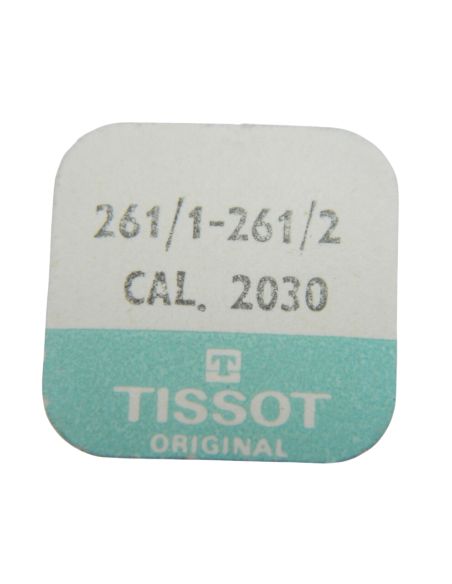 261/1-261/2
CAL. 2030
T
TISSOT
ORIGINAL